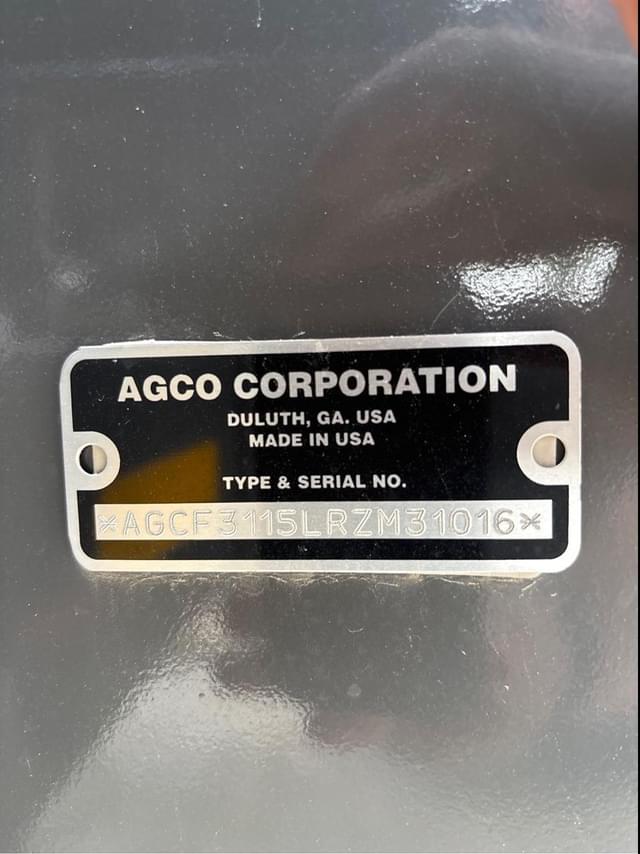 AGCO CORPORATION
DULUTH, GA. USA
MADE IN USA
TYPE & SERIAL NO.
*AGCF3115LRZM31016*